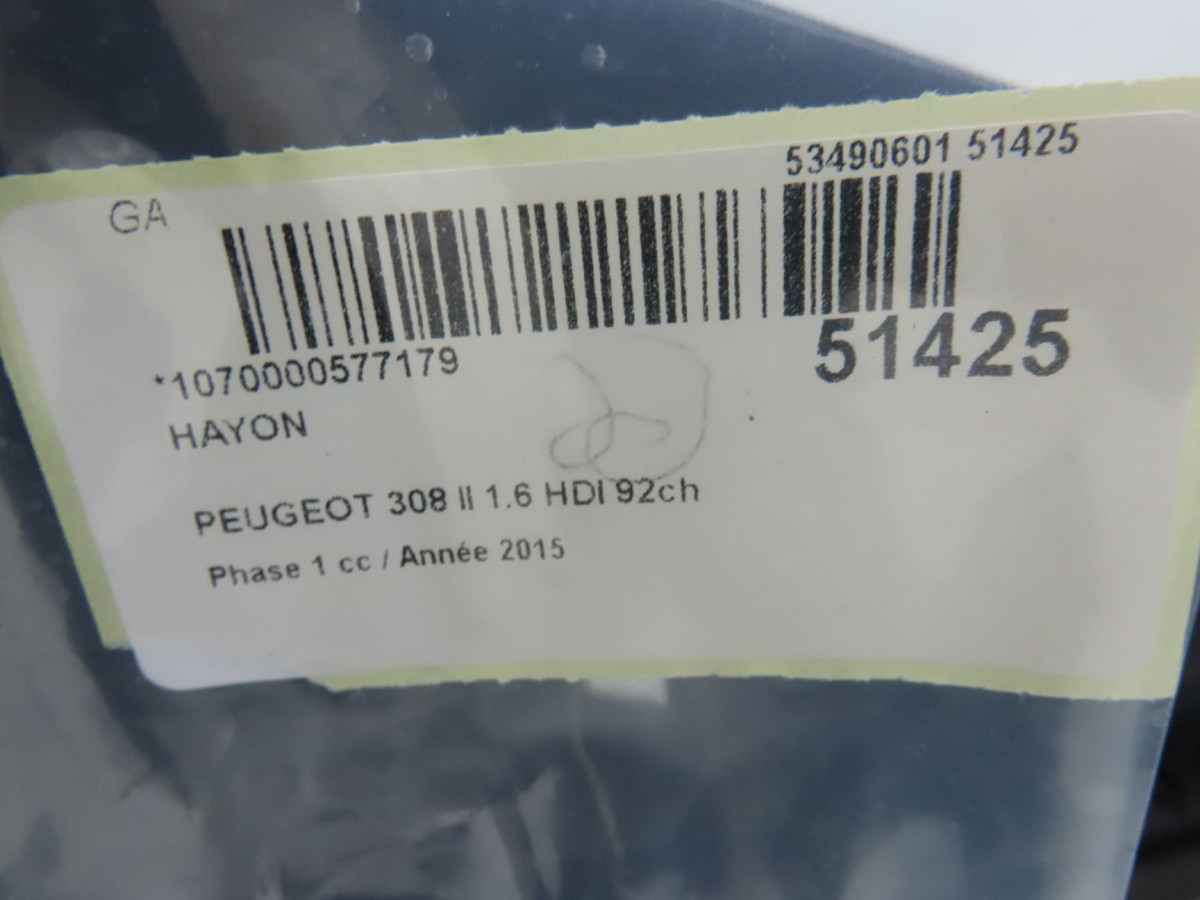 53490601 51425
GA
*1070000577179
51425
HAYON
PEUGEOT 308 II 1.6 HDI 92ch
Phase 1 cc / Année 2015